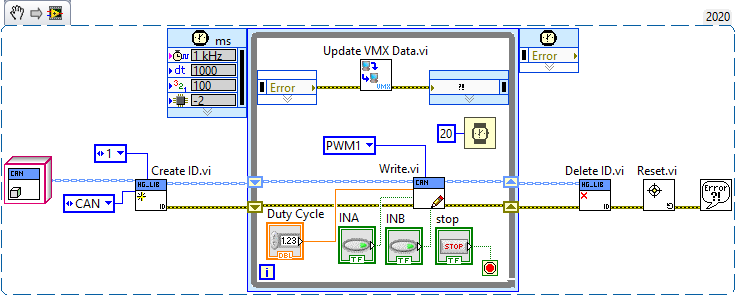 2020
ms
1 kHz
dt 1000
100
-2
Error
Update VMX Data.vi
VMX
Error
?!
20
PWM1
1
Create ID.vi
HG_LIB
ID
CAN
CAN
Write.vi
CAN
Delete ID.vi
HG_LIB
ID
Reset.vi
Error
?!
Duty Cycle
1.23
DBL
INA
TF
INB
TF
stop
STOP
TF
i